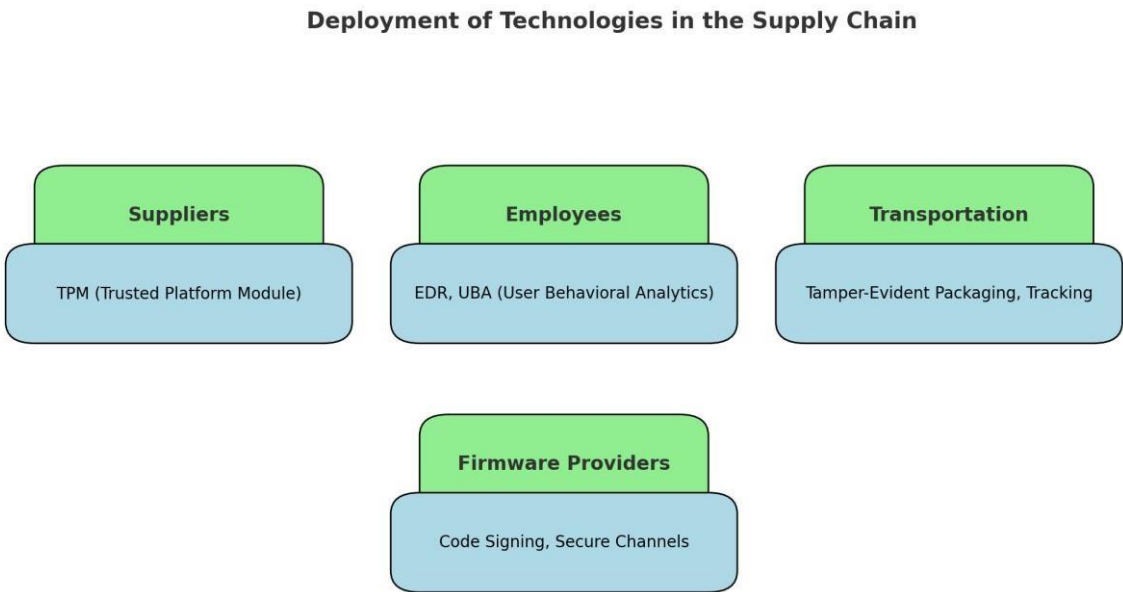 Deployment of Technologies in the Supply Chain
Suppliers
TPM (Trusted Platform Module)
Employees
EDR, UBA (User Behavioral Analytics)
Transportation
Tamper-Evident Packaging, Tracking
Firmware Providers
Code Signing, Secure Channels